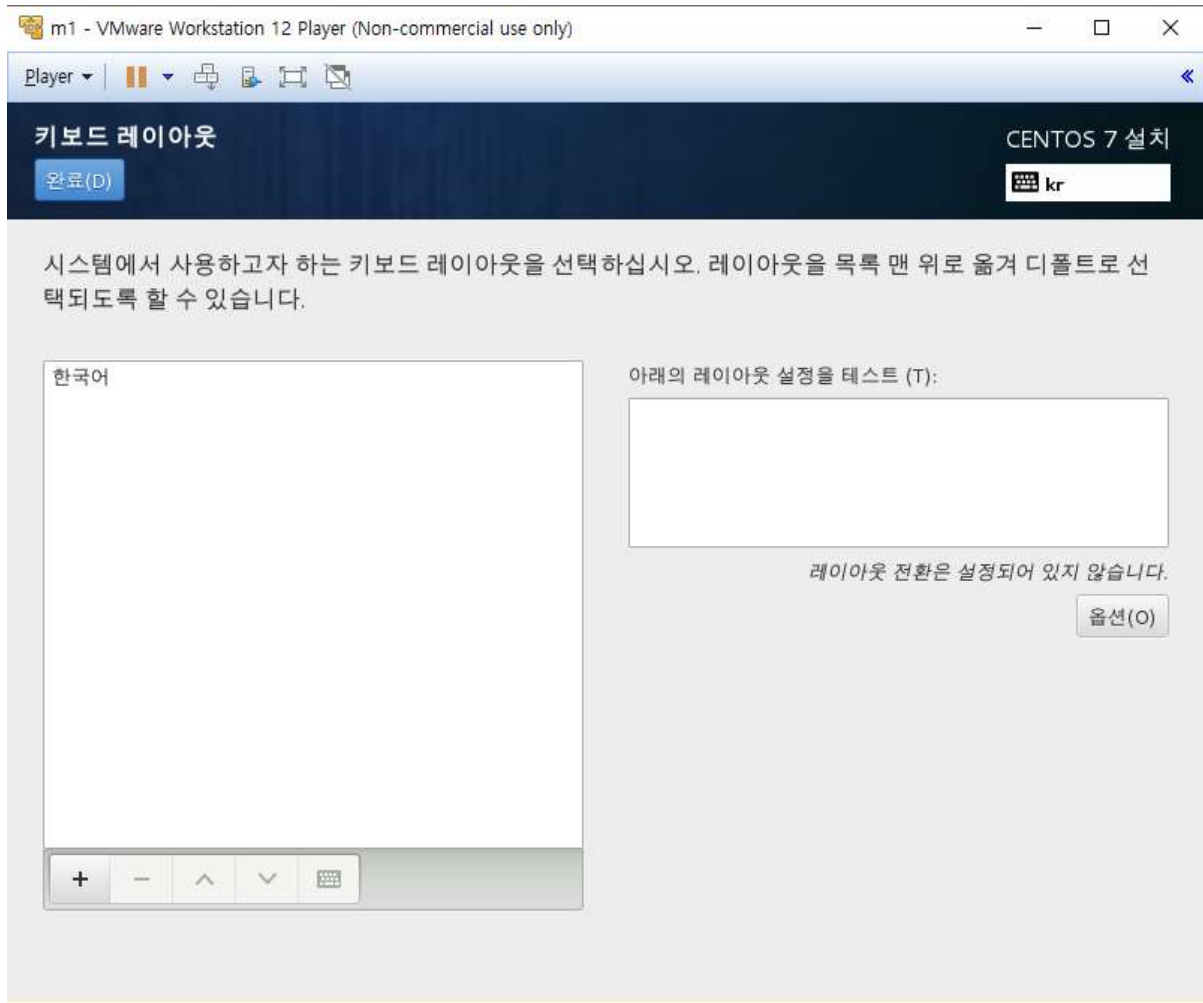 m1 - VMware Workstation 12 Player (Non-commercial use only)
Player
키보드 레이아웃
CENTOS 7 설치
완료(D)
kr
시스템에서 사용하고자 하는 키보드 레이아웃을 선택하십시오. 레이아웃을 목록 맨 위로 옮겨 디폴트로 선
택되도록 할 수 있습니다.
한국어
아래의 레이아웃 설정을 테스트 (T):
레이아웃 전환은 설정되어 있지 않습니다.
옵션(O)